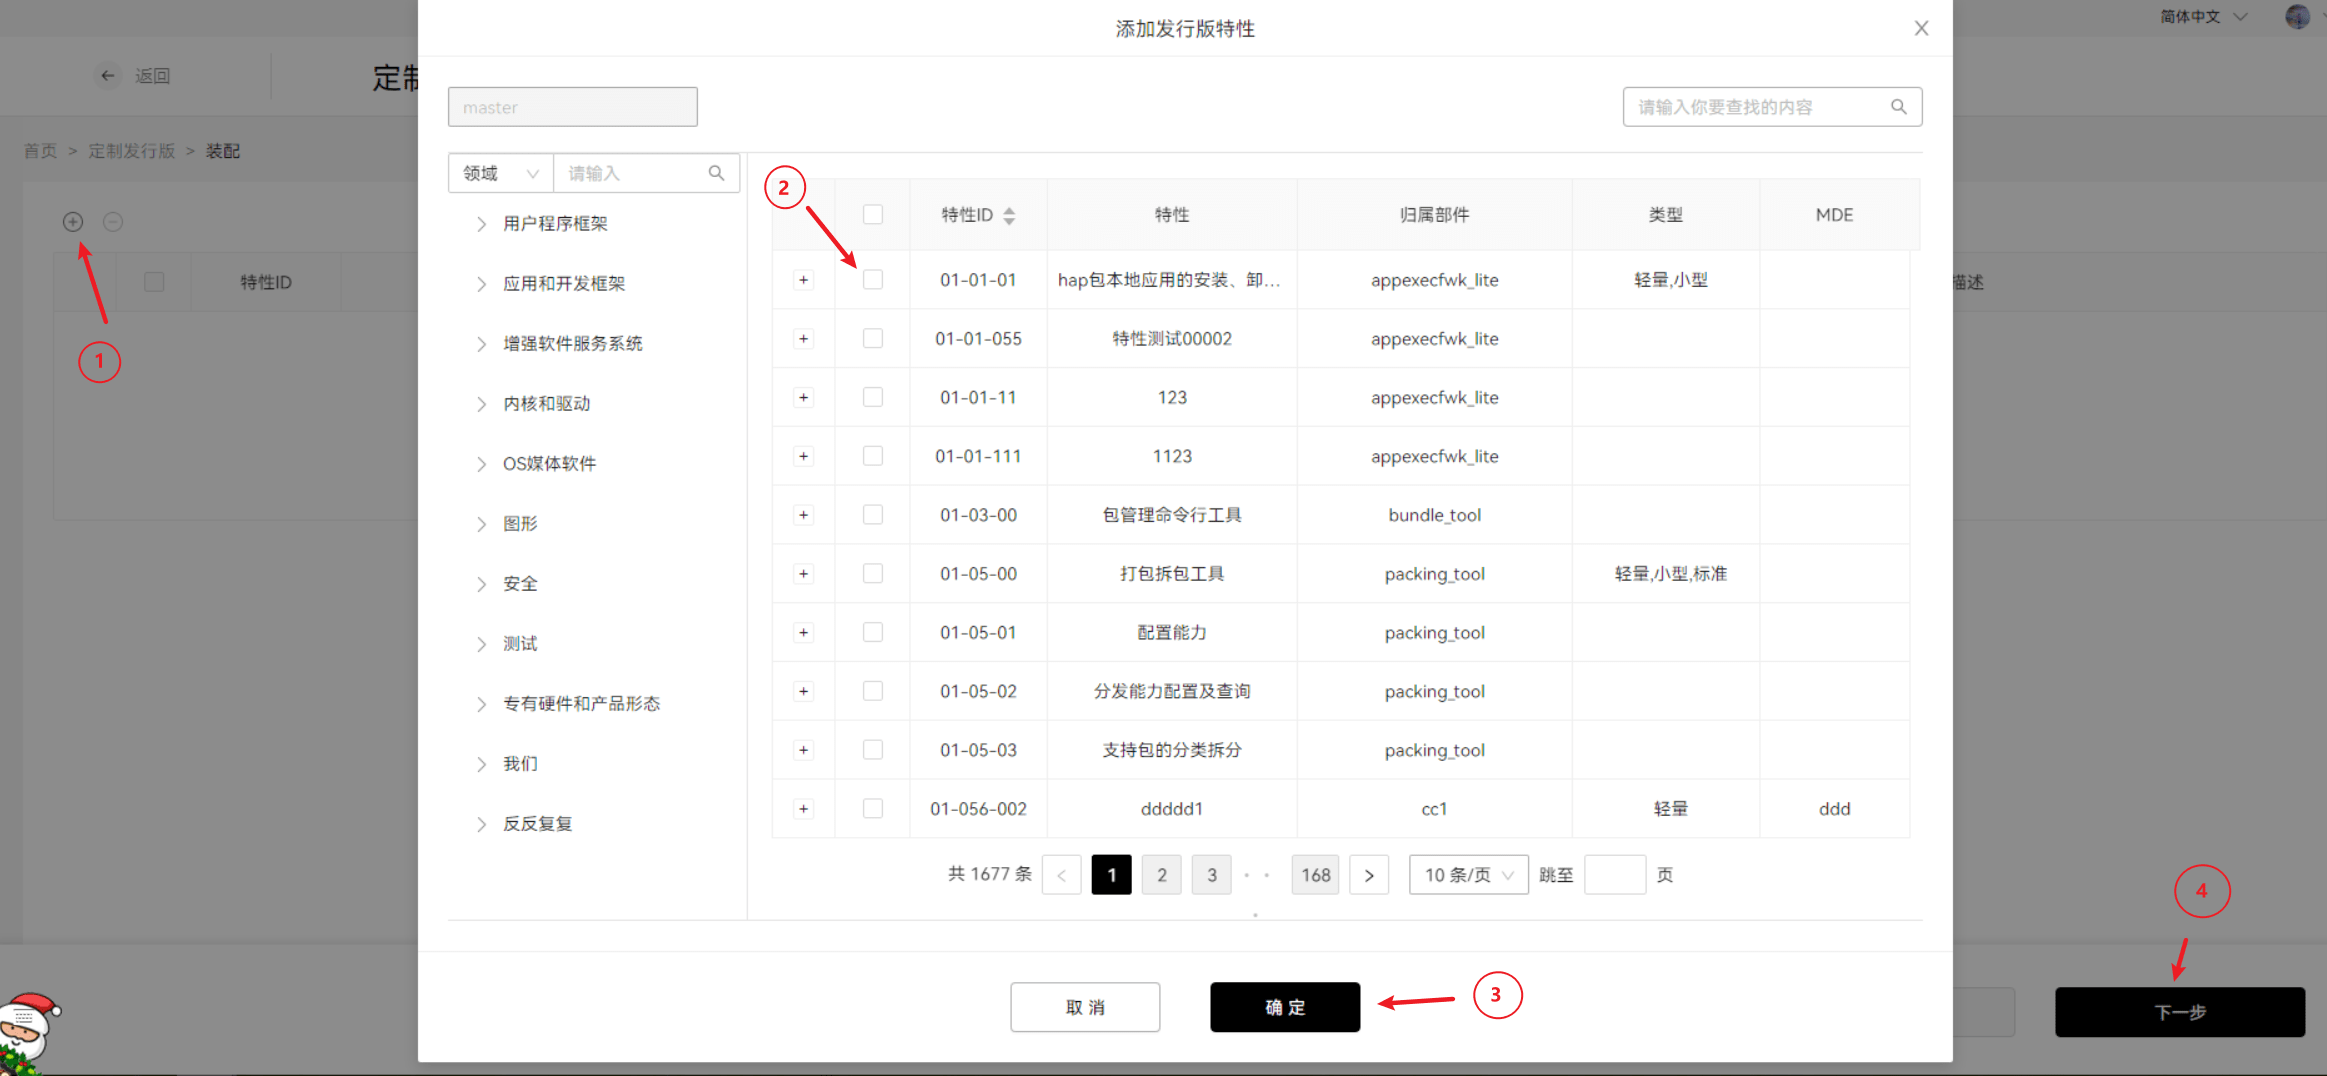 添加发行版特性
简体中文
返回
定制
master
请输入你要查找的内容
首页 > 定制发行版 > 装配
领域
请输入
2
特性ID
特性
归属部件
类型
MDE
用户程序框架
应用和开发框架
增强软件服务系统
内核和驱动
OS媒体软件
图形
安全
测试
专有硬件和产品形态
我们
反反复复
特性ID
描述
1
01-01-01 hap包本地应用的安装、卸... appexecfwk_lite 轻量,小型
01-01-055 特性测试00002 appexecfwk_lite
01-01-11 123 appexecfwk_lite
01-01-111 1123 appexecfwk_lite
01-03-00 包管理命令行工具 bundle_tool
01-05-00 打包拆包工具 packing_tool 轻量,小型,标准
01-05-01 配置能力 packing_tool
01-05-02 分发能力配置及查询 packing_tool
01-05-03 支持包的分类拆分 packing_tool
01-056-002 ddddd1 cc1 轻量 ddd
共 1677 条 < 1 2 3 •• 168 > 10 条/页 跳至 页
4
取 消
确 定
3
下一步